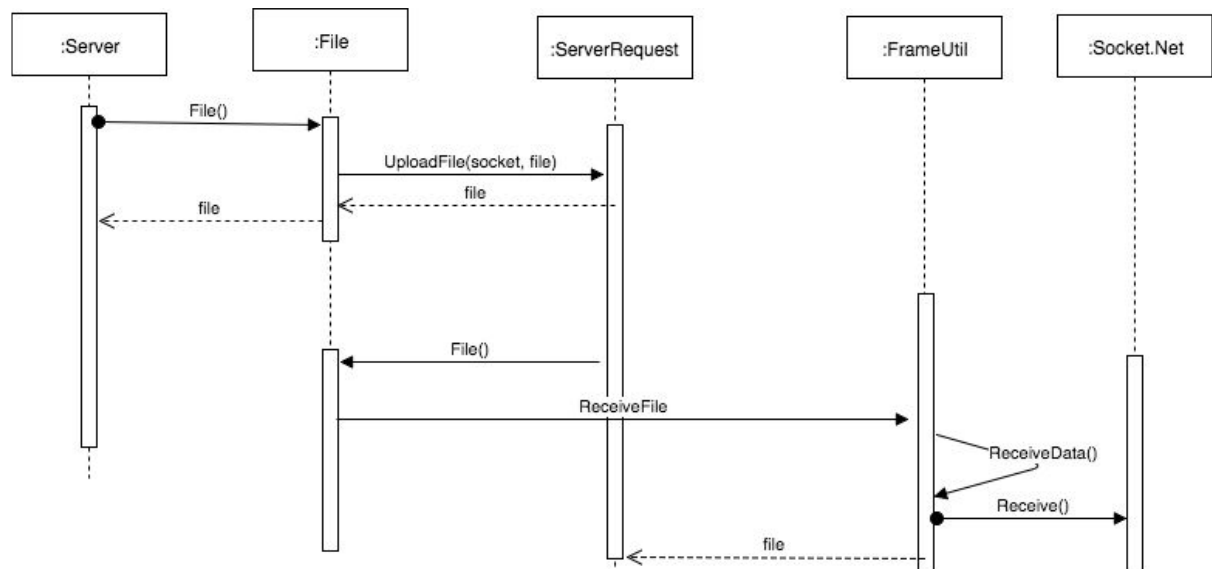 :Server
:File
:ServerRequest
:FrameUtil
:Socket.Net
File()
UploadFile(socket, file)
file
file
File()
ReceiveFile
ReceiveData()
Receive()
file